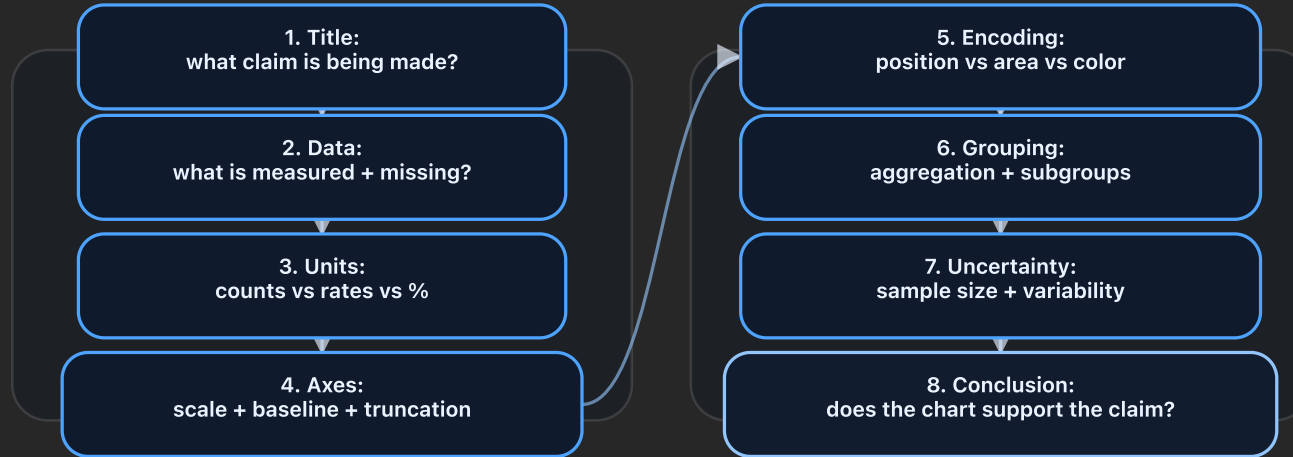 1. Title:
what claim is being made?
2. Data:
what is measured + missing?
3. Units:
counts vs rates vs %
4. Axes:
scale + baseline + truncation
5. Encoding:
position vs area vs color
6. Grouping:
aggregation + subgroups
7. Uncertainty:
sample size + variability
8. Conclusion:
does the chart support the claim?